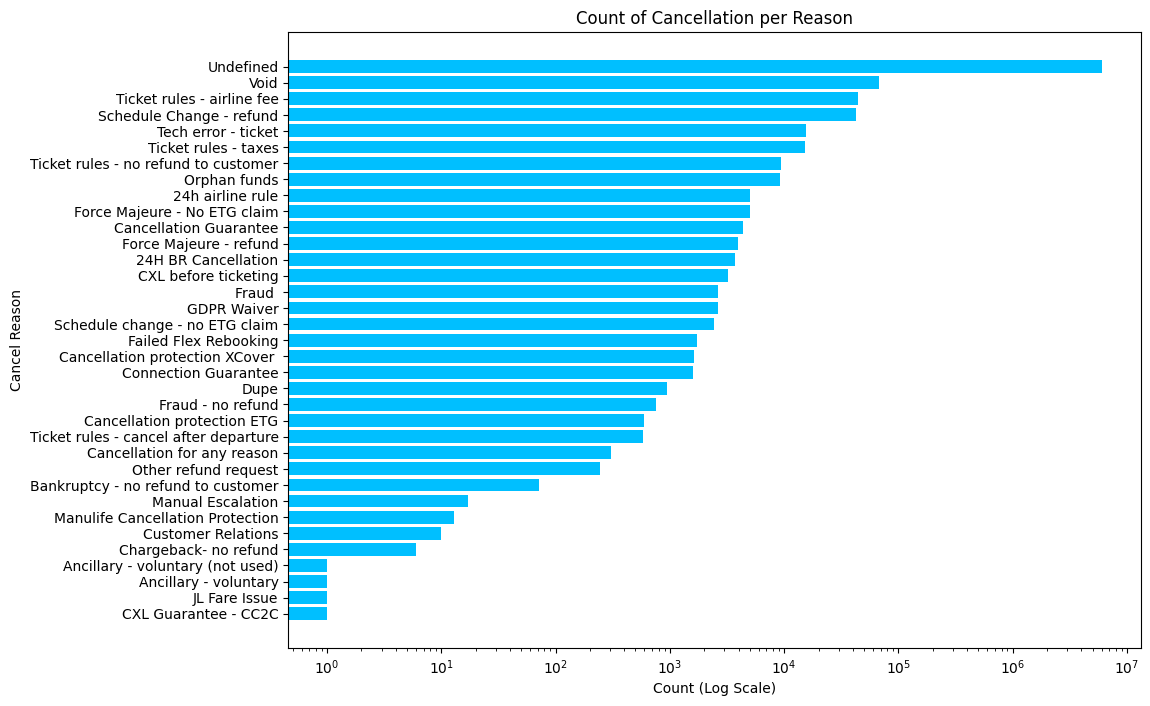 Count of Cancellation per Reason
Undefined
Void
Ticket rules - airline fee
Schedule Change - refund
Tech error - ticket
Ticket rules - taxes
Ticket rules - no refund to customer
Orphan funds
24h airline rule
Force Majeure - No ETG claim
Cancellation Guarantee
Force Majeure - refund
24H BR Cancellation
CXL before ticketing
Fraud
GDPR Waiver
Schedule change - no ETG claim
Failed Flex Rebooking
Cancellation protection XCover
Connection Guarantee
Dupe
Fraud - no refund
Cancellation protection ETG
Ticket rules - cancel after departure
Cancellation for any reason
Other refund request
Bankruptcy - no refund to customer
Manual Escalation
Manulife Cancellation Protection
Customer Relations
Chargeback- no refund
Ancillary - voluntary (not used)
Ancillary - voluntary
JL Fare Issue
CXL Guarantee - CC2C
Cancel Reason
10⁰ 10¹ 10² 10³ 10⁴ 10⁵ 10⁶ 10⁷
Count (Log Scale)